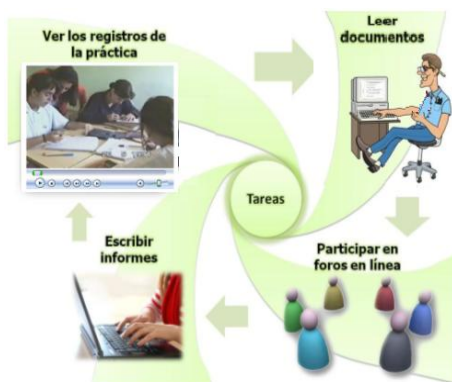 Ver los registros de
la práctica
Leer
documentos
Tareas
Participar en
foros en línea
Escribir
informes